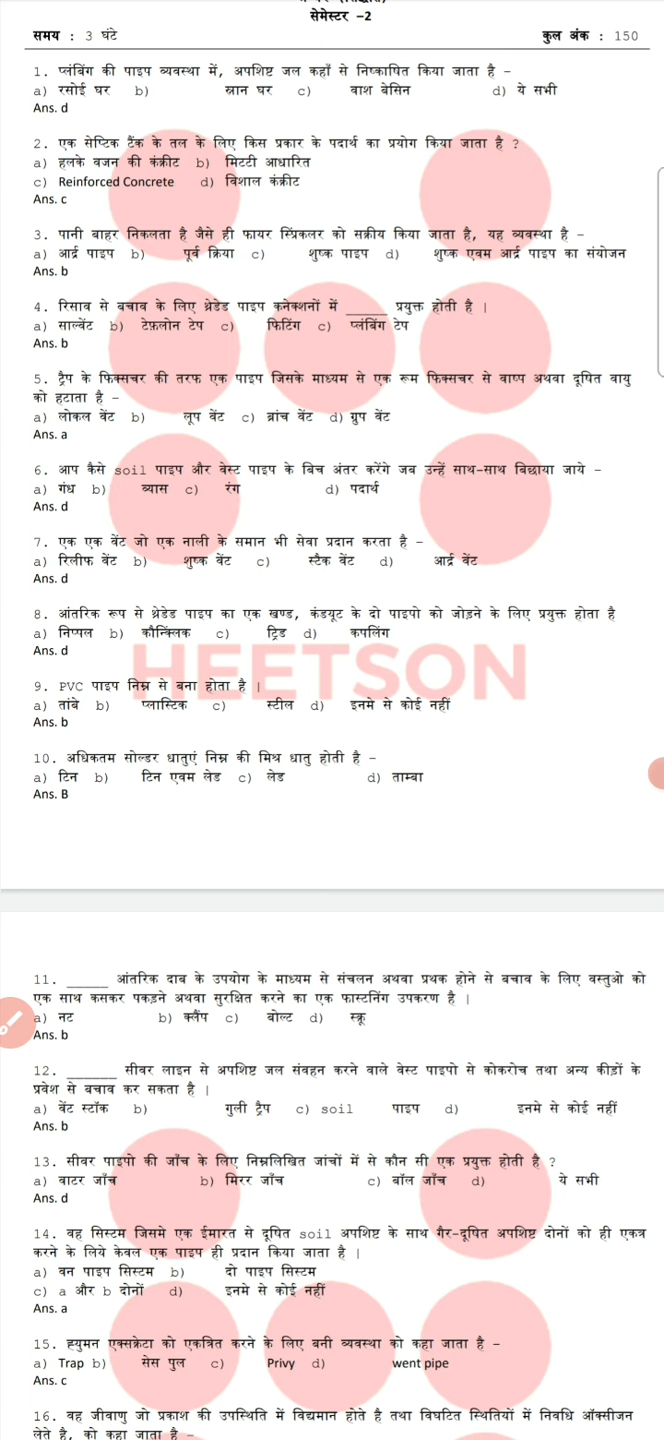 सेमेस्टर -2
समय : 3 घंटे कुल अंक : 150
1. प्लंबिंग की पाइप व्यवस्था में, अपशिष्ट जल कहाँ से निष्काषित किया जाता है -
a) रसोई घर b) स्नान घर c) वाश बेसिन d) ये सभी
Ans. d
2. एक सेप्टिक टैंक के तल के लिए किस प्रकार के पदार्थ का प्रयोग किया जाता है ?
a) हलके वजन की कंक्रीट b) मिटटी आधारित
c) Reinforced Concrete d) विशाल कंक्रीट
Ans. c
3. पानी बाहर निकलता है जैसे ही फायर स्प्रिंकलर को सक्रीय किया जाता है, यह व्यवस्था है -
a) आर्द्र पाइप b) पूर्व क्रिया c) शुष्क पाइप d) शुष्क एवम आर्द्र पाइप का संयोजन
Ans. b
4. रिसाव से बचाव के लिए थ्रेडेड पाइप कनेक्शनों में _____ प्रयुक्त होती है |
a) साल्वेंट b) टेफ़लोन टेप c) फिटिंग c) प्लंबिंग टेप
Ans. b
5. ट्रैप के फिक्सचर की तरफ एक पाइप जिसके माध्यम से एक रूम फिक्सचर से वाष्प अथवा दूषित वायु
को हटाता है -
a) लोकल वेंट b) लूप वेंट c) ब्रांच वेंट d) ग्रुप वेंट
Ans. a
6. आप कैसे soil पाइप और वेस्ट पाइप के बिच अंतर करेंगे जब उन्हें साथ-साथ बिछाया जाये -
a) गंध b) व्यास c) रंग d) पदार्थ
Ans. d
7. एक एक वेंट जो एक नाली के समान भी सेवा प्रदान करता है -
a) रिलीफ वेंट b) शुष्क वेंट c) स्टैक वेंट d) आर्द्र वेंट
Ans. d
8. आंतरिक रूप से थ्रेडेड पाइप का एक खण्ड, कंडयूट के दो पाइपो को जोड़ने के लिए प्रयुक्त होता है
a) निप्पल b) कौन्क्लिक c) ट्रिड d) कपलिंग
Ans. d
HEETSON
9. PVC पाइप निम्न से बना होता है |
a) तांबे b) प्लास्टिक c) स्टील d) इनमे से कोई नहीं
Ans. b
10. अधिकतम सोल्डर धातुएं निम्न की मिश्र धातु होती है -
a) टिन b) टिन एवम लेड c) लेड d) ताम्बा
Ans. B
11. _____ आंतरिक दाब के उपयोग के माध्यम से संचलन अथवा प्रथक होने से बचाव के लिए वस्तुओ को
एक साथ कसकर पकड़ने अथवा सुरक्षित करने का एक फास्टनिंग उपकरण है |
a) नट b) क्लैंप c) बोल्ट d) स्क्रू
Ans. b
12. ______ सीवर लाइन से अपशिष्ट जल संवहन करने वाले वेस्ट पाइपो से कोकरोच तथा अन्य कीड़ों के
प्रवेश से बचाव कर सकता है |
a) वेंट स्टॉक b) गुली ट्रैप c) soil पाइप d) इनमे से कोई नहीं
Ans. b
13. सीवर पाइपो की जाँच के लिए निम्नलिखित जांचों में से कौन सी एक प्रयुक्त होती है ?
a) वाटर जाँच b) मिरर जाँच c) बॉल जाँच d) ये सभी
Ans. d
14. वह सिस्टम जिसमे एक ईमारत से दूषित soil अपशिष्ट के साथ गैर-दूषित अपशिष्ट दोनों को ही एकत्र
करने के लिये केवल एक पाइप ही प्रदान किया जाता है |
a) वन पाइप सिस्टम b) दो पाइप सिस्टम
c) a और b दोनों d) इनमे से कोई नहीं
Ans. a
15. ह्युमन एक्सक्रेटा को एकत्रित करने के लिए बनी व्यवस्था को कहा जाता है -
a) Trap b) सेस पुल c) Privy d) went pipe
Ans. c
16. वह जीवाणु जो प्रकाश की उपस्थिति में विद्यमान होते है तथा विघटित स्थितियों में निवधि ऑक्सीजन
लेते है, को कहा जाता है -